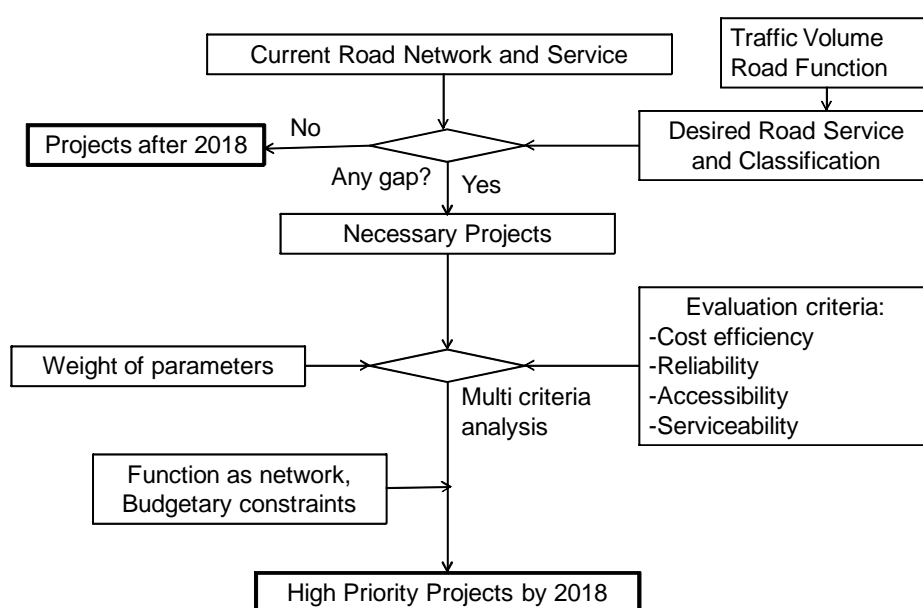 Current Road Network and Service
Traffic Volume
Road Function
No
Projects after 2018
Desired Road Service
and Classification
Any gap?
Yes
Necessary Projects
Evaluation criteria:
-Cost efficiency
-Reliability
-Accessibility
-Serviceability
Weight of parameters
Multi criteria
analysis
Function as network,
Budgetary constraints
High Priority Projects by 2018